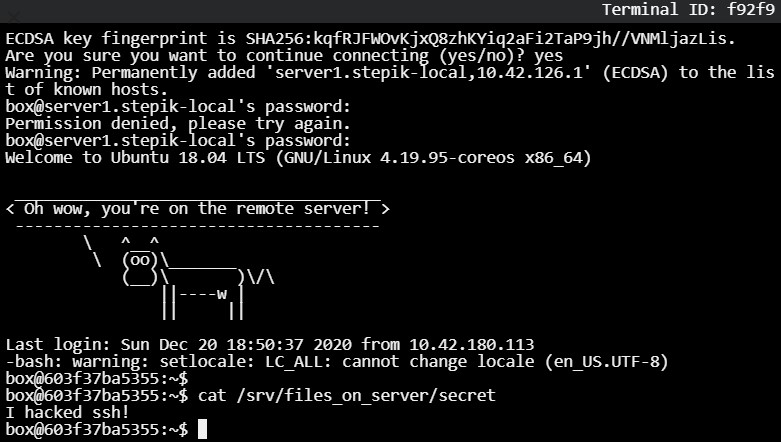 Terminal ID: f92f9
ECDSA key fingerprint is SHA256:kqfRJFWOvKjxQ8zhKYiq2aFi2TaP9jh//VNMljazLis.
Are you sure you want to continue connecting (yes/no)? yes
Warning: Permanently added 'server1.stepik-local,10.42.126.1' (ECDSA) to the lis
t of known hosts.
box@server1.stepik-local's password:
Permission denied, please try again.
box@server1.stepik-local's password:
Welcome to Ubuntu 18.04 LTS (GNU/Linux 4.19.95-coreos x86_64)
 ______________________________________
< Oh wow, you're on the remote server! >
 --------------------------------------
        \   ^__^
         \  (oo)\_______
            (__)\       )\/\
                ||----w |
                ||     ||
Last login: Sun Dec 20 18:50:37 2020 from 10.42.180.113
-bash: warning: setlocale: LC_ALL: cannot change locale (en_US.UTF-8)
box@603f37ba5355:~$
box@603f37ba5355:~$ cat /srv/files_on_server/secret
I hacked ssh!
box@603f37ba5355:~$